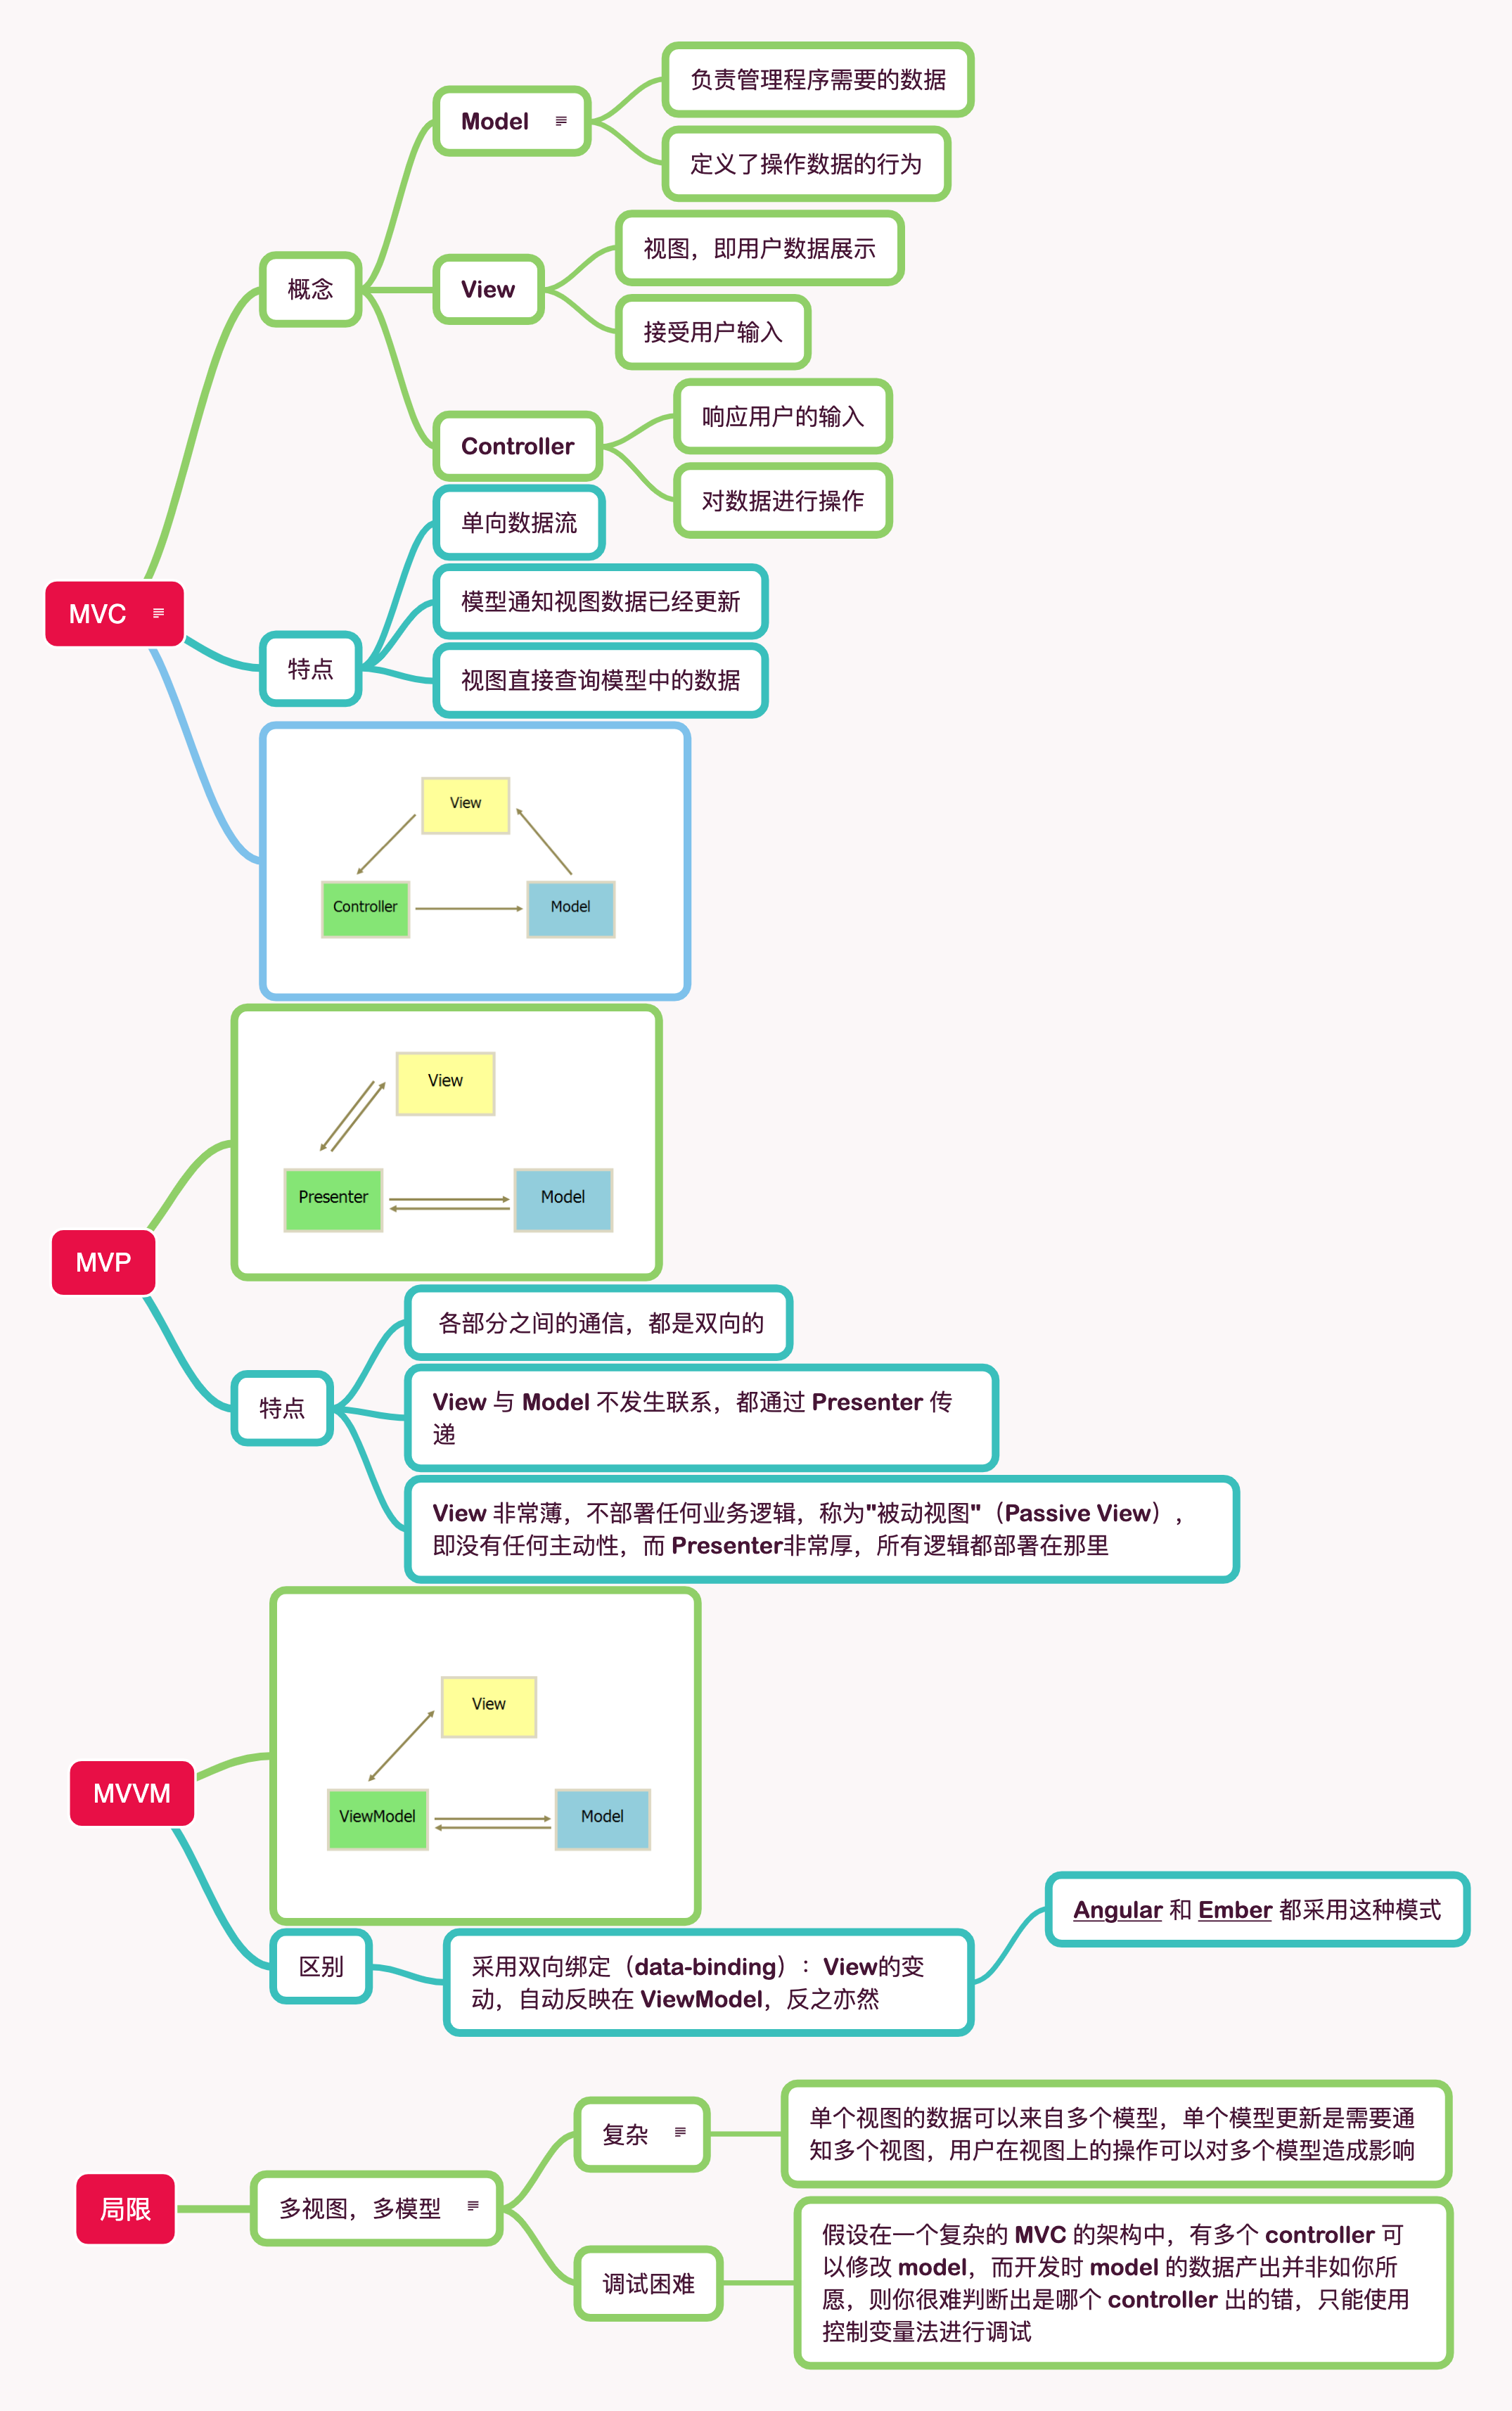 MVC
概念
Model
负责管理程序需要的数据
定义了操作数据的行为
View
视图，即用户数据展示
接受用户输入
Controller
响应用户的输入
对数据进行操作
特点
单向数据流
模型通知视图数据已经更新
视图直接查询模型中的数据
View
Controller
Model
MVP
View
Presenter
Model
特点
各部分之间的通信，都是双向的
View 与 Model 不发生联系，都通过 Presenter 传
递
View 非常薄，不部署任何业务逻辑，称为"被动视图"（Passive View），
即没有任何主动性，而 Presenter非常厚，所有逻辑都部署在那里
MVVM
View
ViewModel
Model
区别
采用双向绑定（data-binding）：View的变
动，自动反映在 ViewModel，反之亦然
Angular 和 Ember 都采用这种模式
局限
多视图，多模型
复杂
单个视图的数据可以来自多个模型，单个模型更新是需要通
知多个视图，用户在视图上的操作可以对多个模型造成影响
调试困难
假设在一个复杂的 MVC 的架构中，有多个 controller 可
以修改 model，而开发时 model 的数据产出并非如你所
愿，则你很难判断出是哪个 controller 出的错，只能使用
控制变量法进行调试